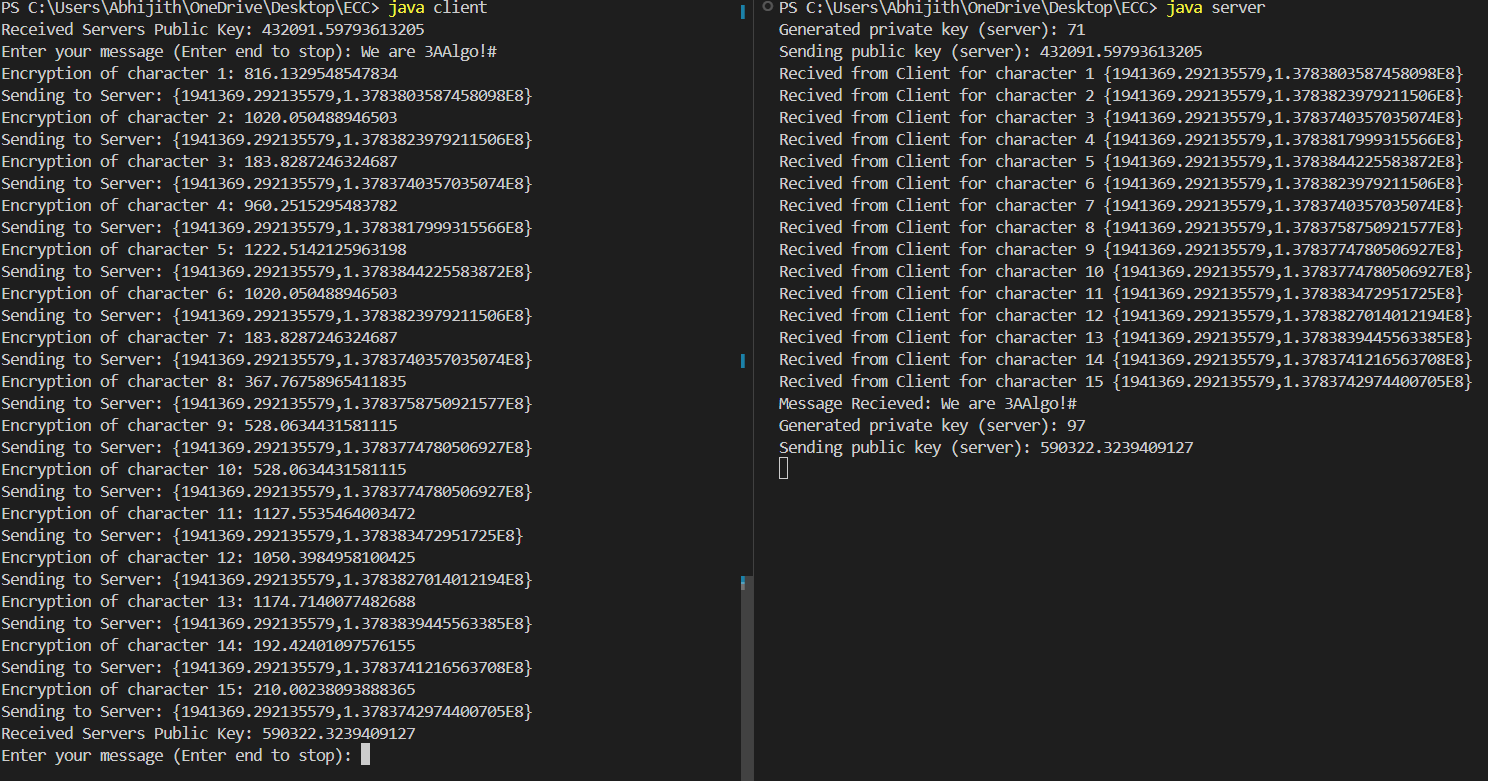 PS C:\Users\Abhijith\OneDrive\Desktop\ECC> java client
Received Servers Public Key: 432091.59793613205
Enter your message (Enter end to stop): We are 3AAlgo!#
Encryption of character 1: 816.1329548547834
Sending to Server: {1941369.292135579,1.3783803587458098E8}
Encryption of character 2: 1020.050488946503
Sending to Server: {1941369.292135579,1.3783823979211506E8}
Encryption of character 3: 183.8287246324687
Sending to Server: {1941369.292135579,1.3783740357035074E8}
Encryption of character 4: 960.2515295483782
Sending to Server: {1941369.292135579,1.3783817999315566E8}
Encryption of character 5: 1222.5142125963198
Sending to Server: {1941369.292135579,1.3783844225583872E8}
Encryption of character 6: 1020.050488946503
Sending to Server: {1941369.292135579,1.3783823979211506E8}
Encryption of character 7: 183.8287246324687
Sending to Server: {1941369.292135579,1.3783740357035074E8}
Encryption of character 8: 367.76758965411835
Sending to Server: {1941369.292135579,1.3783758750921577E8}
Encryption of character 9: 528.0634431581115
Sending to Server: {1941369.292135579,1.3783774780506927E8}
Encryption of character 10: 528.0634431581115
Sending to Server: {1941369.292135579,1.3783774780506927E8}
Encryption of character 11: 1127.5535464003472
Sending to Server: {1941369.292135579,1.378383472951725E8}
Encryption of character 12: 1050.3984958100425
Sending to Server: {1941369.292135579,1.3783827014012194E8}
Encryption of character 13: 1174.7140077482688
Sending to Server: {1941369.292135579,1.3783839445563385E8}
Encryption of character 14: 192.42401097576155
Sending to Server: {1941369.292135579,1.3783741216563708E8}
Encryption of character 15: 210.00238093888365
Sending to Server: {1941369.292135579,1.3783742974400705E8}
Received Servers Public Key: 590322.3239409127
Enter your message (Enter end to stop):
PS C:\Users\Abhijith\OneDrive\Desktop\ECC> java server
Generated private key (server): 71
Sending public key (server): 432091.59793613205
Recived from Client for character 1 {1941369.292135579,1.3783803587458098E8}
Recived from Client for character 2 {1941369.292135579,1.3783823979211506E8}
Recived from Client for character 3 {1941369.292135579,1.3783740357035074E8}
Recived from Client for character 4 {1941369.292135579,1.3783817999315566E8}
Recived from Client for character 5 {1941369.292135579,1.3783844225583872E8}
Recived from Client for character 6 {1941369.292135579,1.3783823979211506E8}
Recived from Client for character 7 {1941369.292135579,1.3783740357035074E8}
Recived from Client for character 8 {1941369.292135579,1.3783758750921577E8}
Recived from Client for character 9 {1941369.292135579,1.3783774780506927E8}
Recived from Client for character 10 {1941369.292135579,1.3783774780506927E8}
Recived from Client for character 11 {1941369.292135579,1.378383472951725E8}
Recived from Client for character 12 {1941369.292135579,1.3783827014012194E8}
Recived from Client for character 13 {1941369.292135579,1.3783839445563385E8}
Recived from Client for character 14 {1941369.292135579,1.3783741216563708E8}
Recived from Client for character 15 {1941369.292135579,1.3783742974400705E8}
Message Recieved: We are 3AAlgo!#
Generated private key (server): 97
Sending public key (server): 590322.3239409127